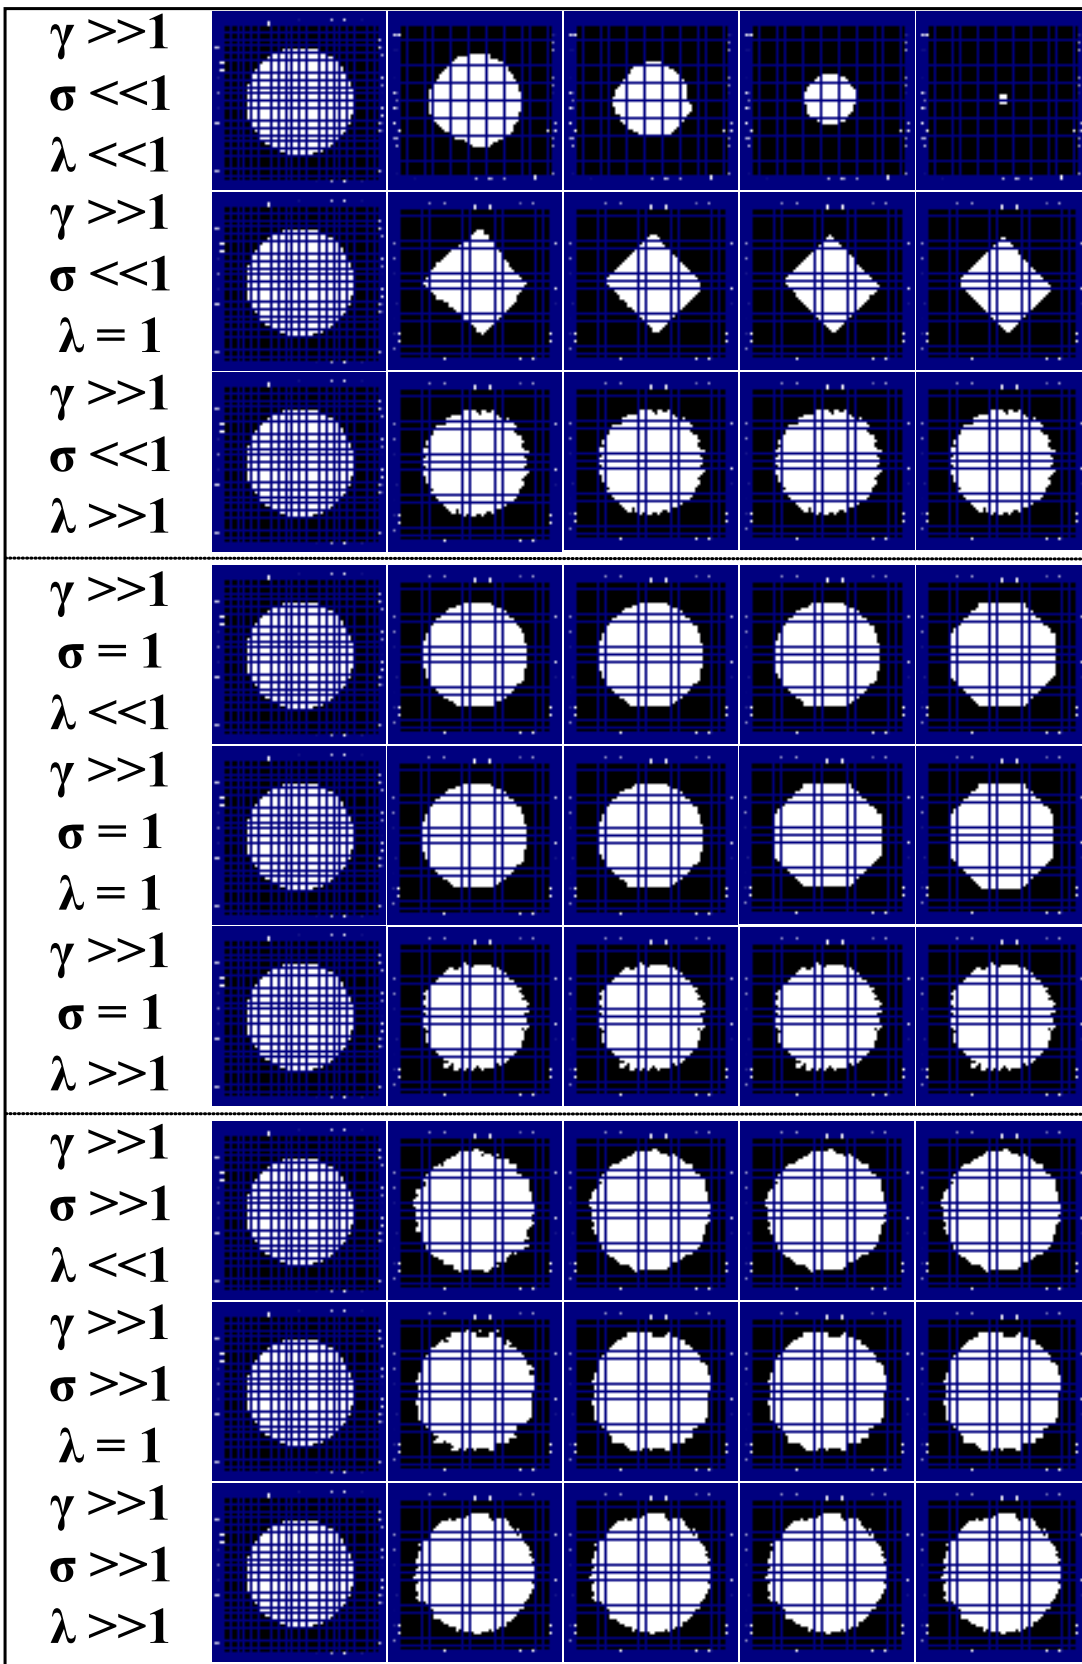 γ >>1
σ <<1
λ <<1
γ >>1
σ <<1
λ = 1
γ >>1
σ <<1
λ >>1
γ >>1
σ = 1
λ <<1
γ >>1
σ = 1
λ = 1
γ >>1
σ = 1
λ >>1
γ >>1
σ >>1
λ <<1
γ >>1
σ >>1
λ = 1
γ >>1
σ >>1
λ >>1